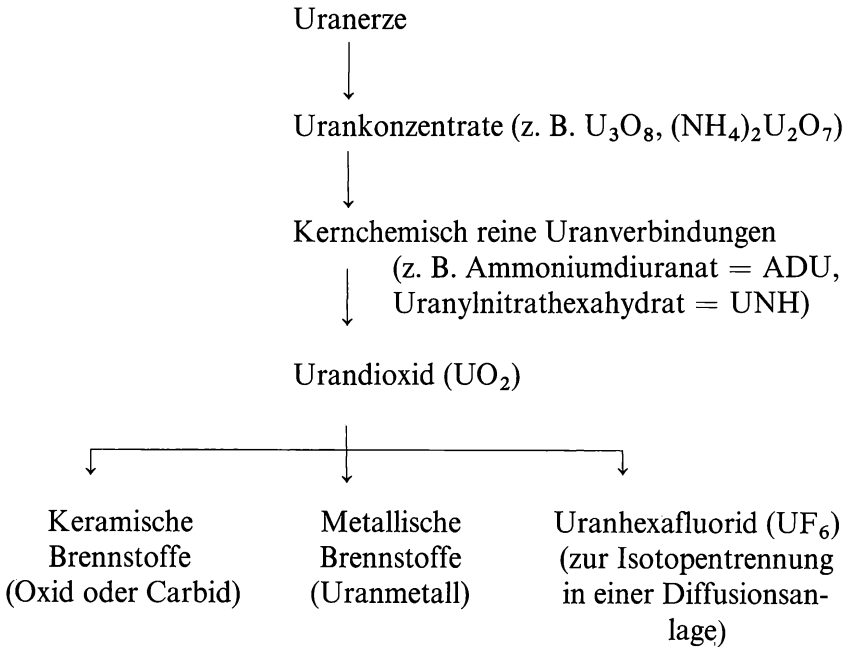 Uranerze
Urankonzentrate (z. B. U₃O₈, (NH₄)₂U₂O₇)
Kernchemisch reine Uranverbindungen
(z. B. Ammoniumdiuranat = ADU,
Uranylnitrathexahydrat = UNH)
Urandioxid (UO₂)
Keramische
Brennstoffe
(Oxid oder Carbid)
Metallische
Brennstoffe
(Uranmetall)
Uranhexafluorid (UF₆)
(zur Isotopentrennung
in einer Diffusionsan-
lage)